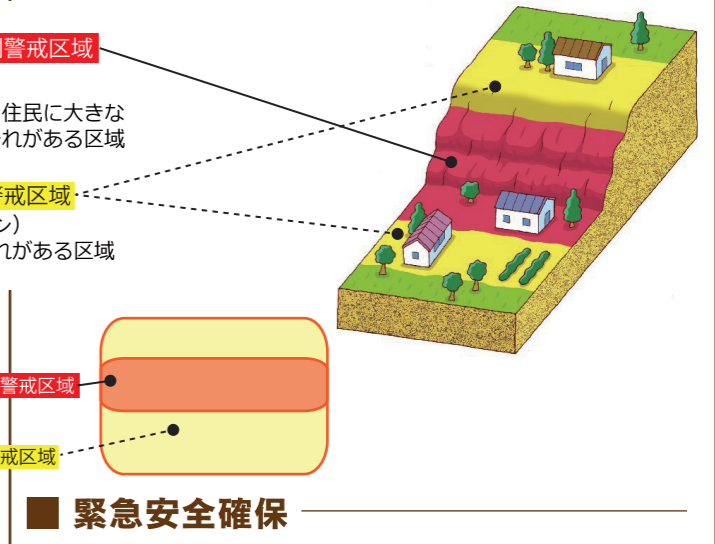 警戒区域
住民に大きな
れがある区域
戒区域
ン）
れがある区域
警戒区域
戒区域
■ 緊急安全確保